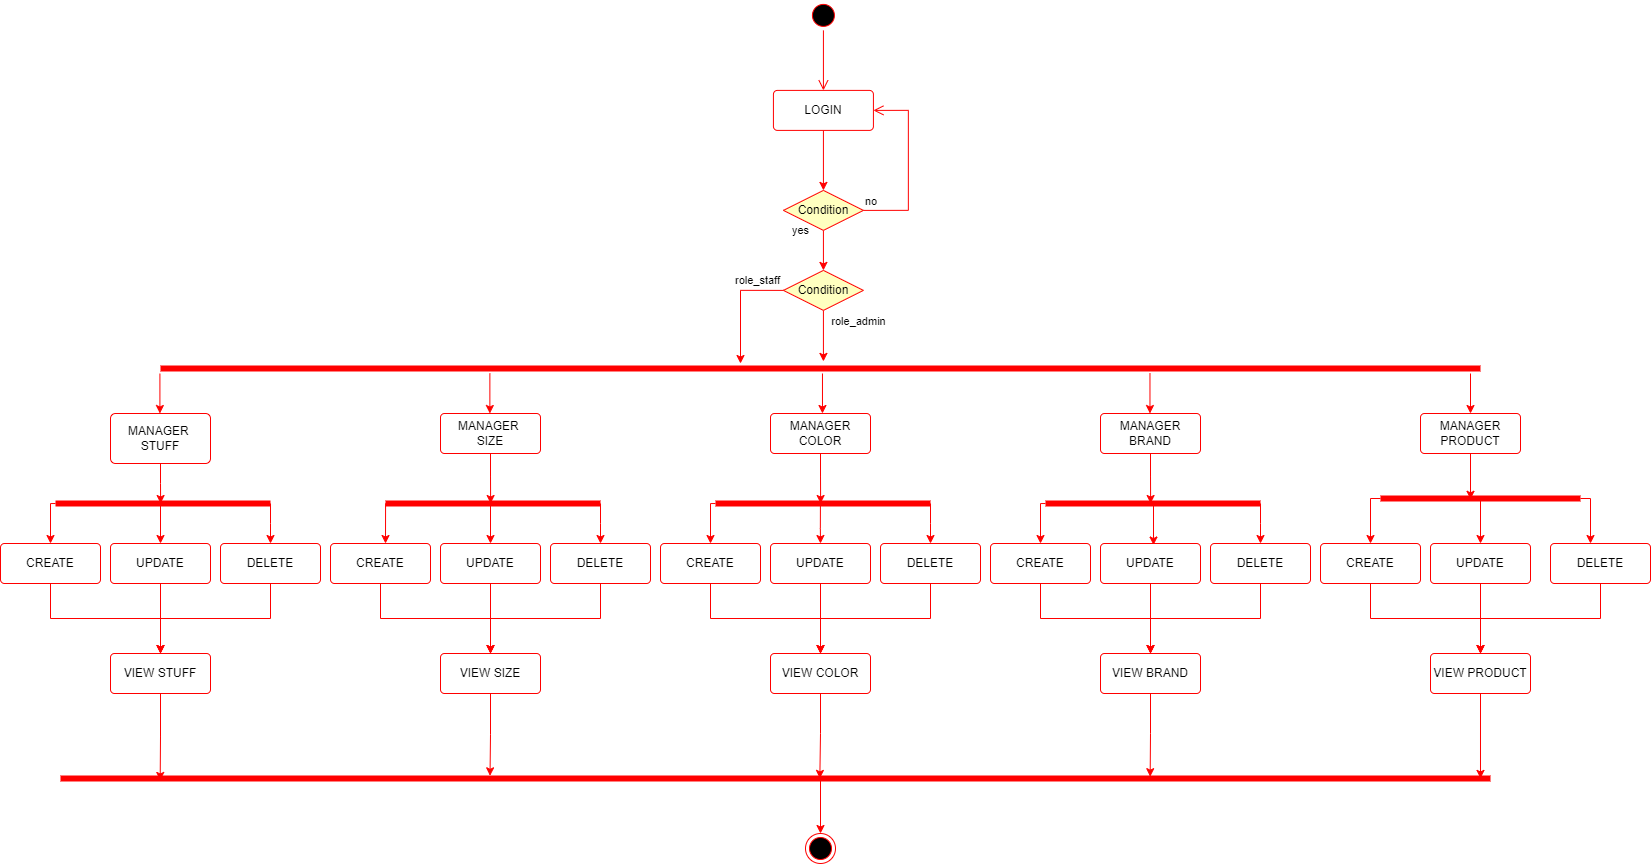 LOGIN
Condition
no
yes
role_staff
Condition
role_admin
MANAGER
STUFF
MANAGER
SIZE
MANAGER
COLOR
MANAGER
BRAND
MANAGER
PRODUCT
CREATE
UPDATE
DELETE
CREATE
UPDATE
DELETE
CREATE
UPDATE
DELETE
CREATE
UPDATE
DELETE
CREATE
UPDATE
DELETE
VIEW STUFF
VIEW SIZE
VIEW COLOR
VIEW BRAND
VIEW PRODUCT